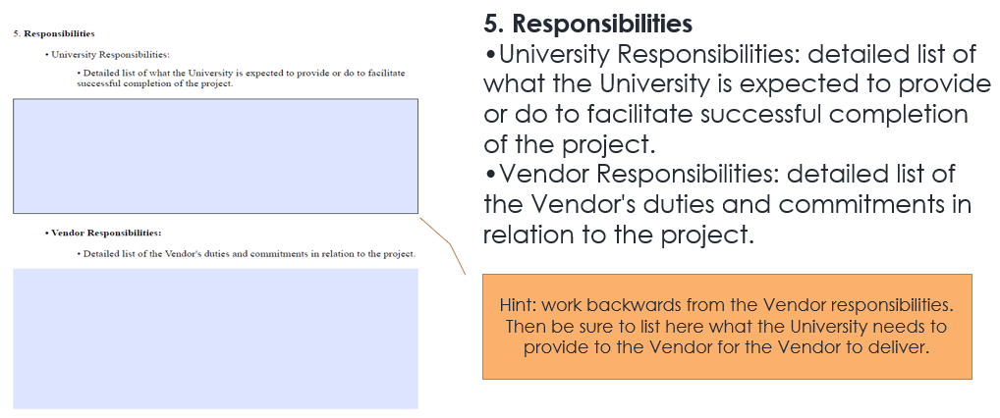 5. Responsibilities
• University Responsibilities:
• Detailed list of what the University is expected to provide or do to facilitate
successful completion of the project.
• Vendor Responsibilities:
• Detailed list of the Vendor's duties and commitments in relation to the project.
5. Responsibilities
•University Responsibilities: detailed list of
what the University is expected to provide
or do to facilitate successful completion
of the project.
•Vendor Responsibilities: detailed list of
the Vendor's duties and commitments in
relation to the project.
Hint: work backwards from the Vendor responsibilities.
Then be sure to list here what the University needs to
provide to the Vendor for the Vendor to deliver.